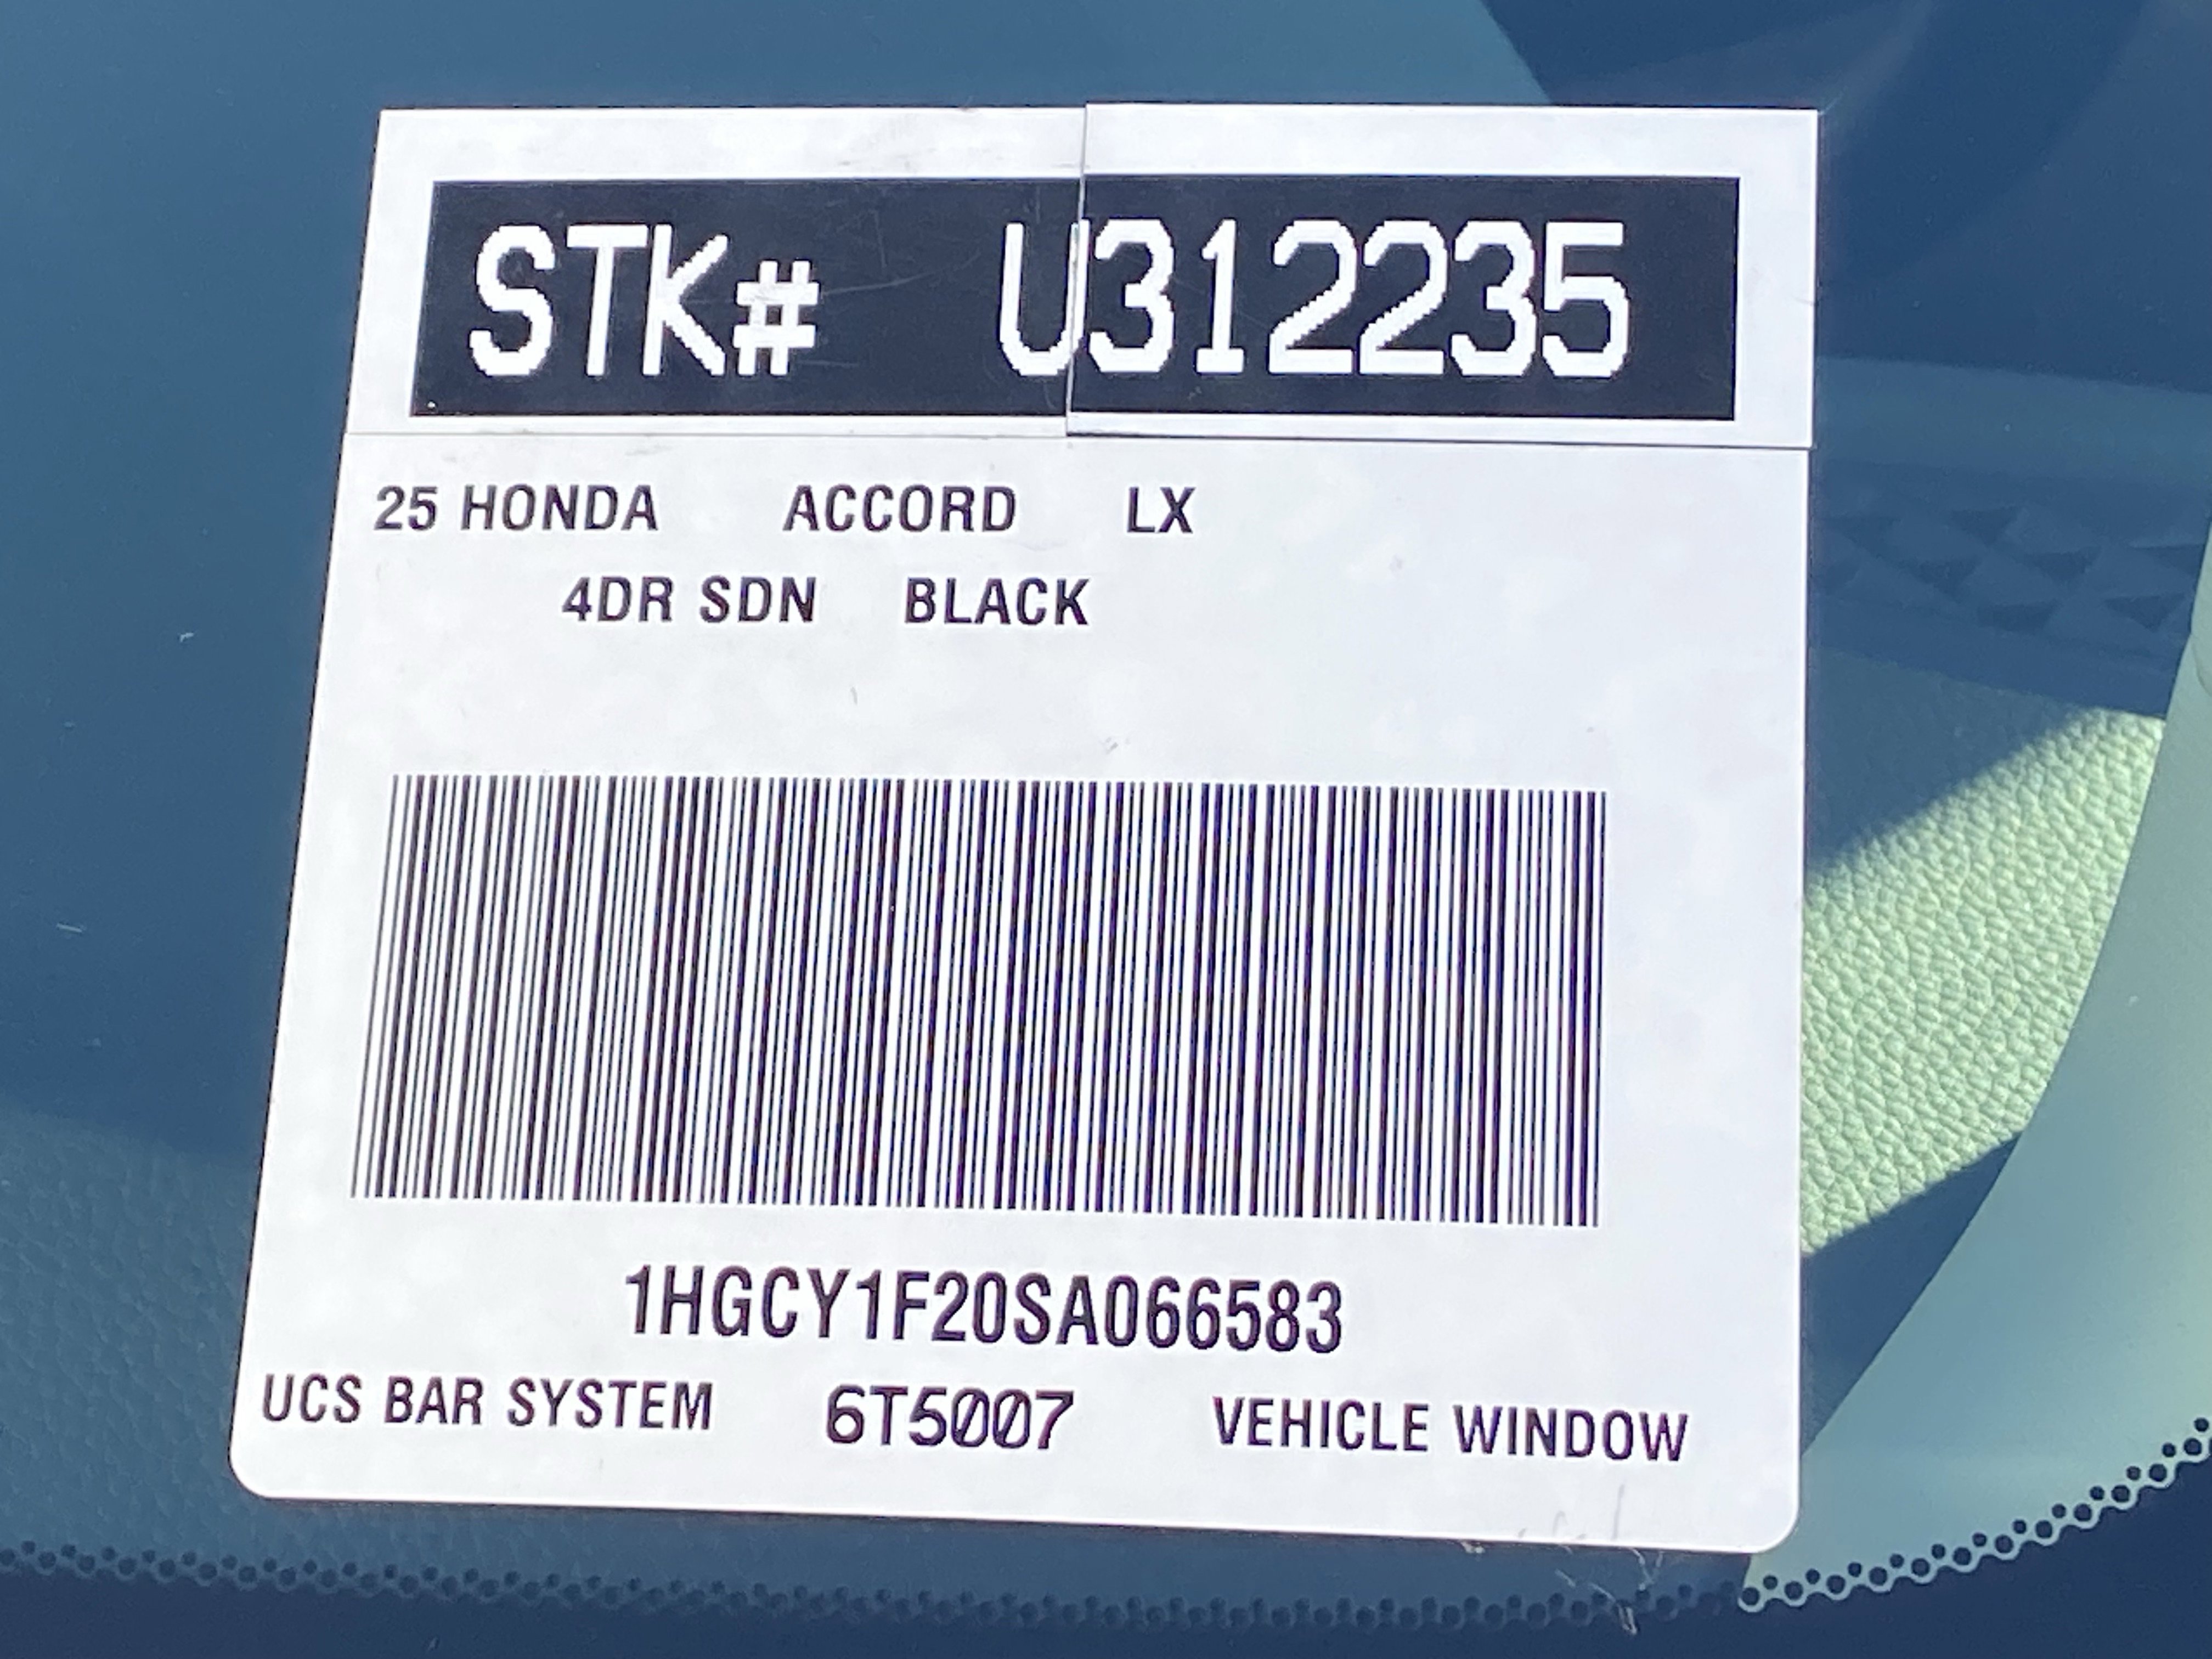 STK# U312235
25 HONDA ACCORD LX
4DR SDN BLACK
1HGCY1F20SA066583
UCS BAR SYSTEM 6T5007 VEHICLE WINDOW